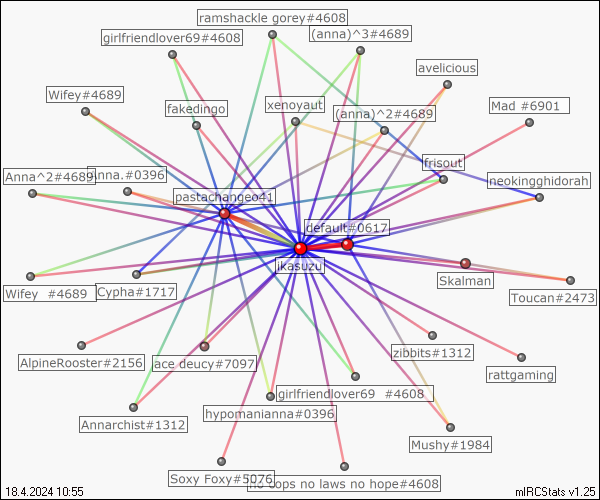 ramshackle gorey#4608
girlfriendlover69#4608
(anna)^3#4689
avelicious
Wifey#4689
fakedingo
xenoyaut
(anna)^2#4689
Mad #6901
frisout
Anna^2#4689
Anna.#0396
pastachangeo41
neokingghidorah
default#0617
ikasuzu
Skalman
Wifey  #4689
Cypha#1717
Toucan#2473
AlpineRooster#2156
ace deucy#7097
zibbits#1312
rattgaming
girlfriendlover69  #4608
hypomanianna#0396
Annarchist#1312
Mushy#1984
Soxy Foxy#5076
no cops no laws no hope#4608
18.4.2024 10:55
mIRCStats v1.25